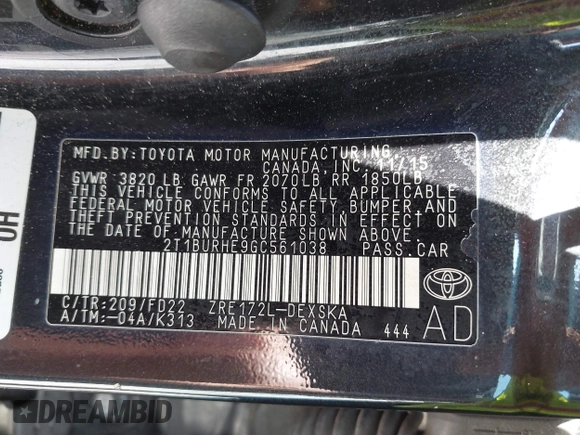 MFD.BY:TOYOTA MOTOR MANUFACTURING
CANADA, INC. 11/15
GVWR 3820 LB GAWR FR 2070LB RR 1850LB
THIS VEHICLE CONFORMS TO ALL APPLICABLE
FEDERAL MOTOR VEHICLE SAFETY, BUMPER, AND
THEFT PREVENTION STANDARDS IN EFFECT ON
THE DATE OF MANUFACTURE SHOWN ABOVE.
2T1BURHE9GC561038 PASS.CAR
C/TR:209/FD22 ZRE172L-DEXSKA
A/TM:-04A/K313 MADE IN CANADA 444 AD
DREAMBID